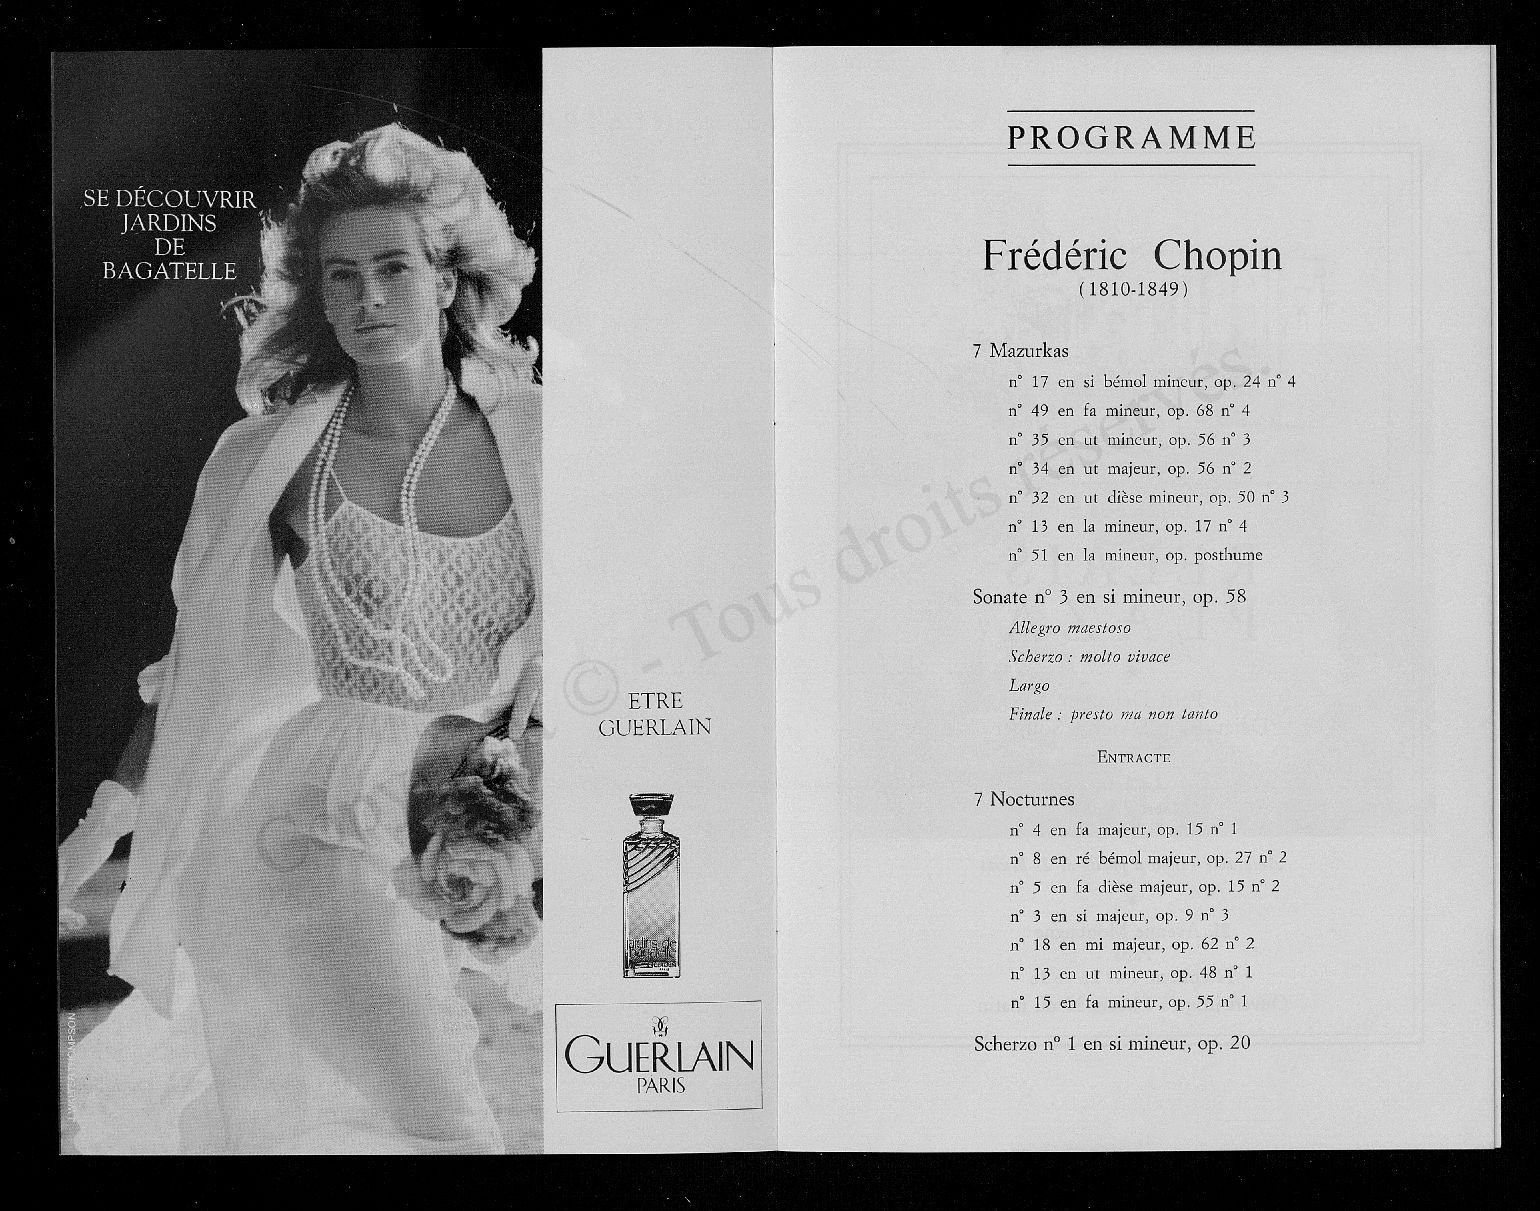 SE DÉCOUVRIR
JARDINS
DE
BAGATELLE
ETRE
GUERLAIN
jardins de
bagatelle
GUERLAIN
PARIS
PROGRAMME
Frédéric Chopin
(1810-1849)
7 Mazurkas
n° 17 en si bémol mineur, op. 24 n° 4
n° 49 en fa mineur, op. 68 n° 4
n° 35 en ut mineur, op. 56 n° 3
n° 34 en ut majeur, op. 56 n° 2
n° 32 en ut dièse mineur, op. 50 n° 3
n° 13 en la mineur, op. 17 n° 4
n° 51 en la mineur, op. posthume
Sonate n° 3 en si mineur, op. 58
Allegro maestoso
Scherzo : molto vivace
Largo
Finale : presto ma non tanto
ENTRACTE
7 Nocturnes
n° 4 en fa majeur, op. 15 n° 1
n° 8 en ré bémol majeur, op. 27 n° 2
n° 5 en fa dièse majeur, op. 15 n° 2
n° 3 en si majeur, op. 9 n° 3
n° 18 en mi majeur, op. 62 n° 2
n° 13 en ut mineur, op. 48 n° 1
n° 15 en fa mineur, op. 55 n° 1
Scherzo n° 1 en si mineur, op. 20
© - Tous droits réservés.